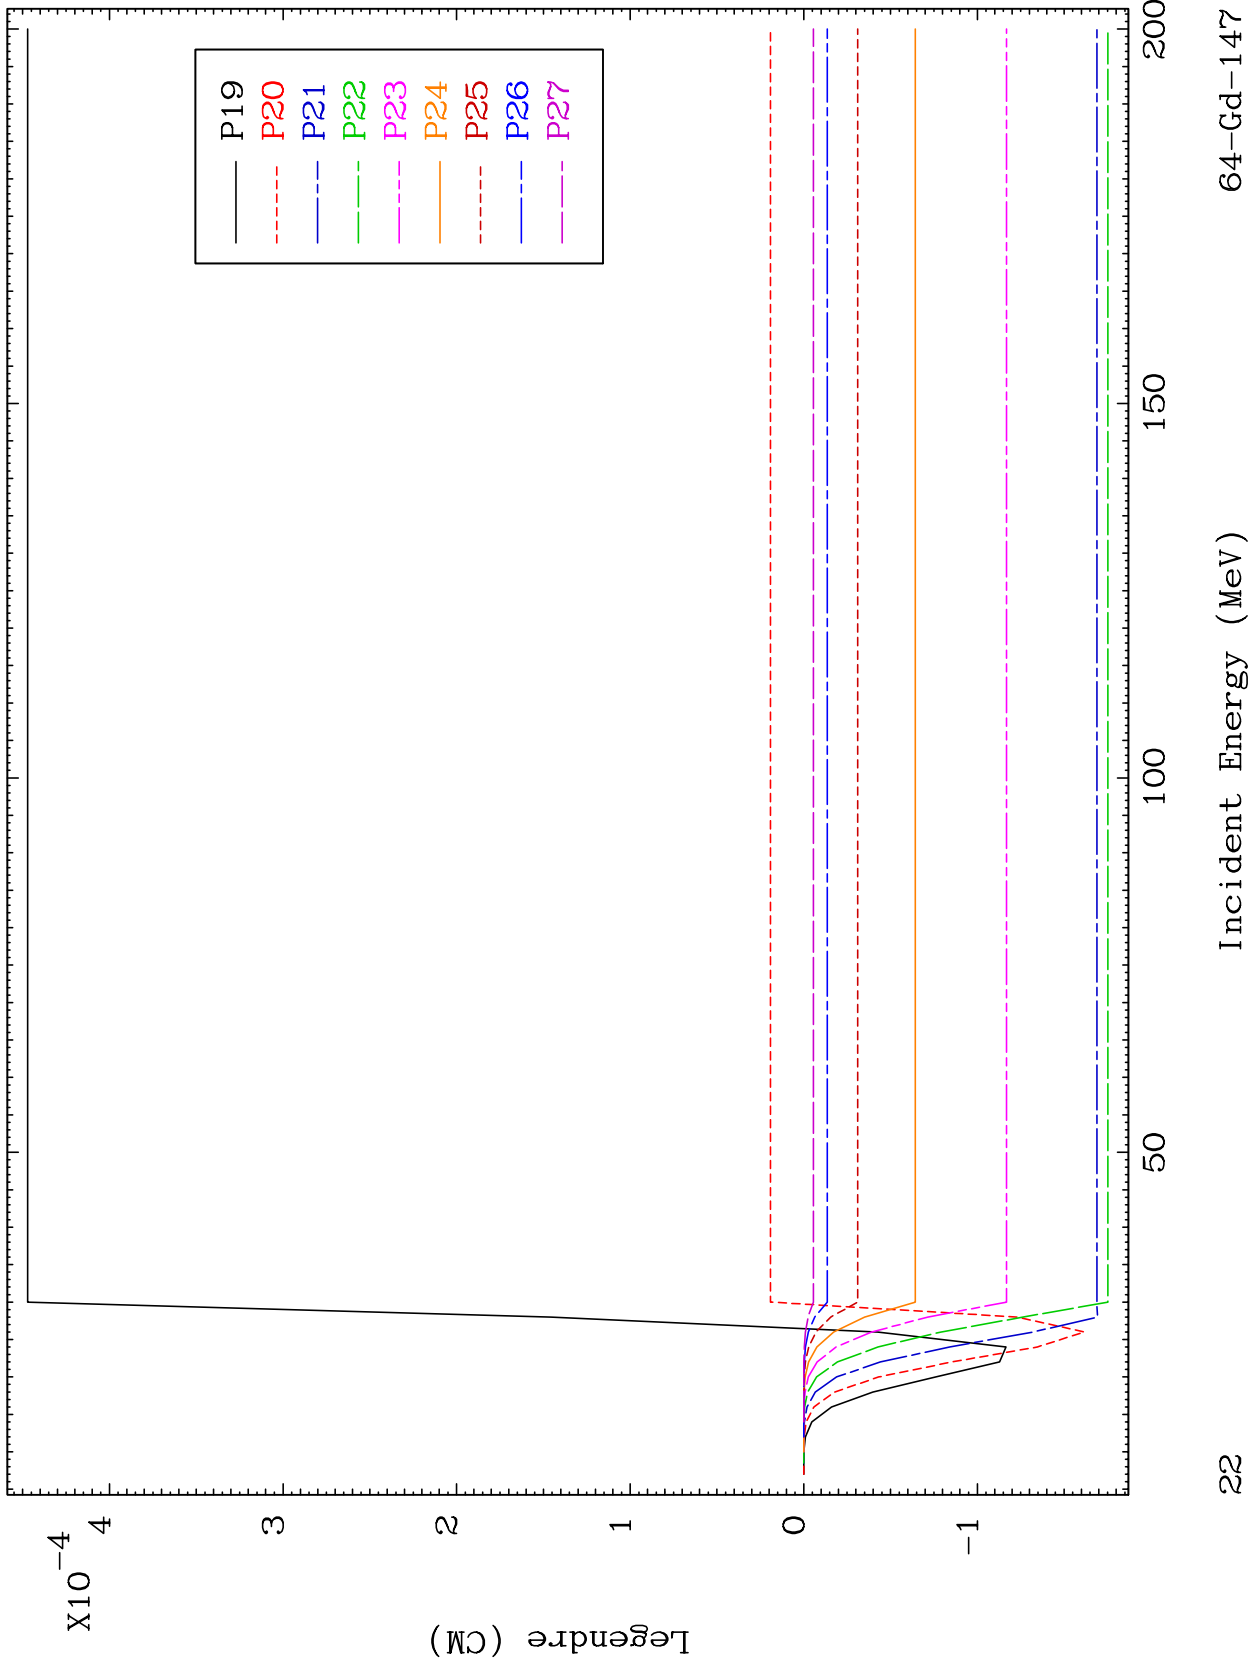 X10-4
4
3
2
1
0
-1
Legendre (CM)
P19
P20
P21
P22
P23
P24
P25
P26
P27
50
100
150
200
22
Incident Energy (MeV)
64-Gd-147